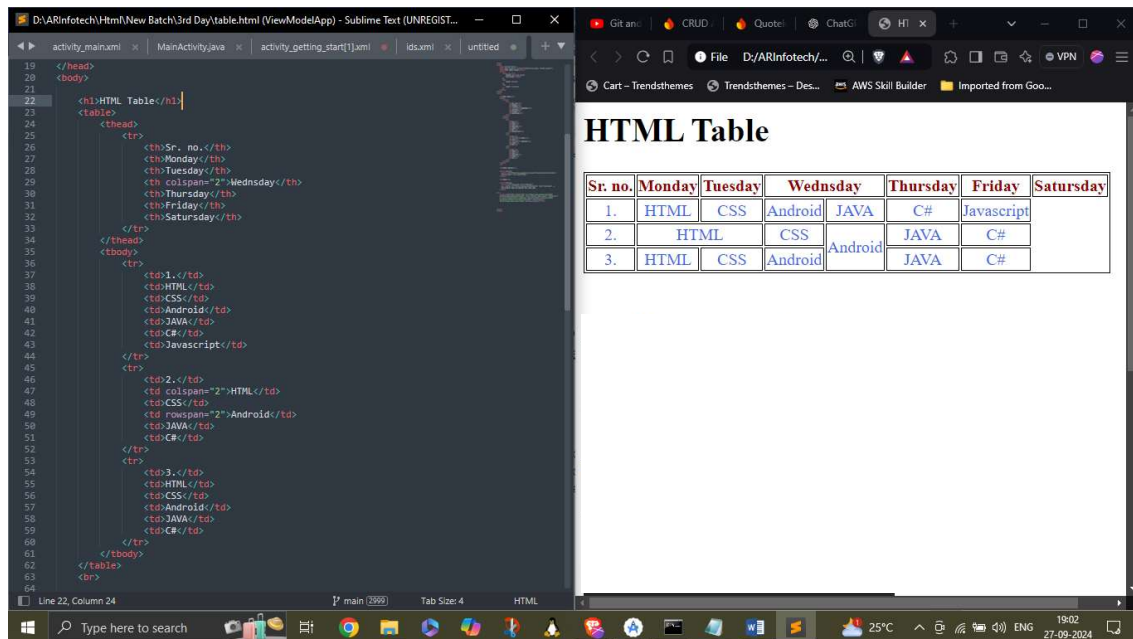 D:\ARInfotech\Html\New Batch\3rd Day\table.html (ViewModelApp) - Sublime Text (UNREGIST...
activity_main.xml
MainActivity.java
activity_getting_start[1].xml
ids.xml
untitled
19 </head>
20 <body>
21
22 <h1>HTML Table</h1>
23 <table>
24 <thead>
25 <tr>
26 <th>Sr. no.</th>
27 <th>Monday</th>
28 <th>Tuesday</th>
29 <th colspan="2">Wednsday</th>
30 <th>Thursday</th>
31 <th>Friday</th>
32 <th>Satursday</th>
33 </tr>
34 </thead>
35 <tbody>
36 <tr>
37 <td>1.</td>
38 <td>HTML</td>
39 <td>CSS</td>
40 <td>Android</td>
41 <td>JAVA</td>
42 <td>C#</td>
43 <td>Javascript</td>
44 </tr>
45 <tr>
46 <td>2.</td>
47 <td colspan="2">HTML</td>
48 <td>CSS</td>
49 <td rowspan="2">Android</td>
50 <td>JAVA</td>
51 <td>C#</td>
52 </tr>
53 <tr>
54 <td>3.</td>
55 <td>HTML</td>
56 <td>CSS</td>
57 <td>Android</td>
58 <td>JAVA</td>
59 <td>C#</td>
60 </tr>
61 </tbody>
62 </table>
63 <br>
64
Line 22, Column 24 main 2999 Tab Size: 4 HTML
Git and CRUD Quotel ChatG HT
File D:/ARInfotech/... VPN
Cart – Trendsthemes Trendsthemes – Des... AWS Skill Builder Imported from Goo...
HTML Table
Sr. no. Monday Tuesday Wednsday Thursday Friday Satursday
1. HTML CSS Android JAVA C# Javascript
2. HTML CSS Android JAVA C#
3. HTML CSS Android JAVA C#
Type here to search 25°C ENG 19:02
27-09-2024